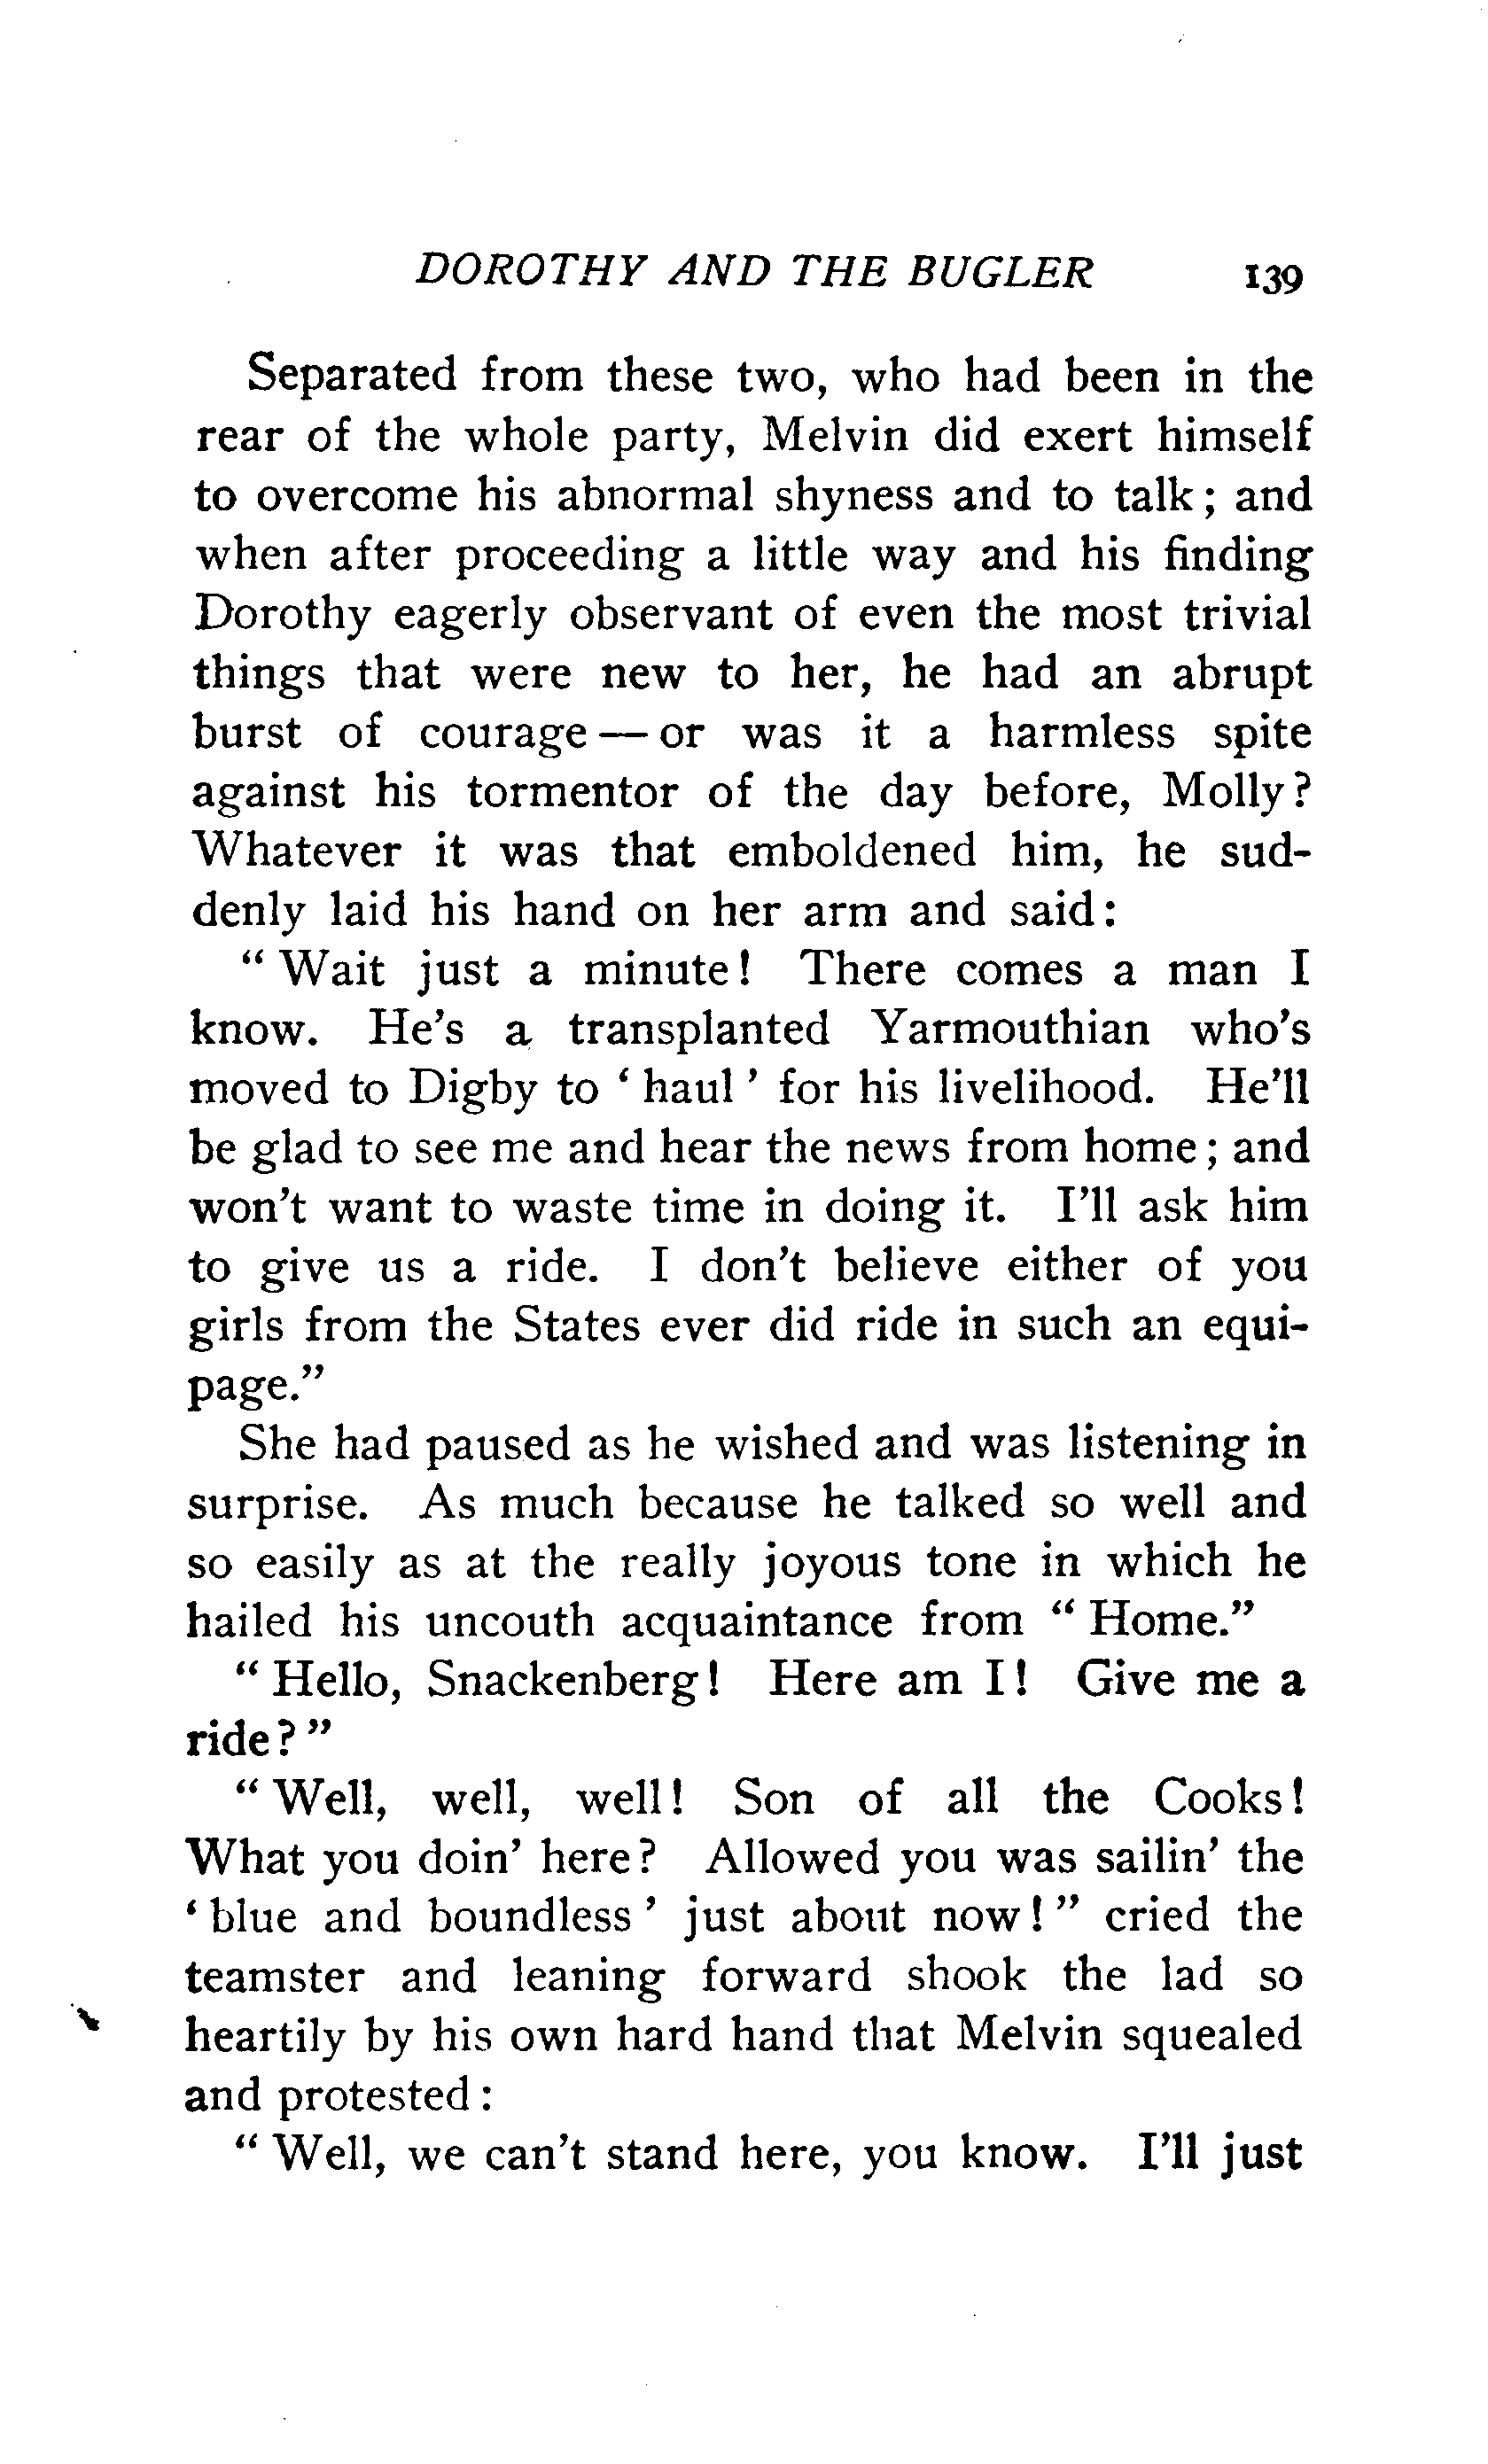 DOROTHY AND THE BUGLER 139
Separated from these two, who had been in the
rear of the whole party, Melvin did exert himself
to overcome his abnormal shyness and to talk; and
when after proceeding a little way and his finding
Dorothy eagerly observant of even the most trivial
things that were new to her, he had an abrupt
burst of courage—or was it a harmless spite
against his tormentor of the day before, Molly?
Whatever it was that emboldened him, he sud-
denly laid his hand on her arm and said:
"Wait just a minute! There comes a man I
know. He's a transplanted Yarmouthian who's
moved to Digby to 'haul' for his livelihood. He'll
be glad to see me and hear the news from home; and
won't want to waste time in doing it. I'll ask him
to give us a ride. I don't believe either of you
girls from the States ever did ride in such an equi-
page."
She had paused as he wished and was listening in
surprise. As much because he talked so well and
so easily as at the really joyous tone in which he
hailed his uncouth acquaintance from "Home."
"Hello, Snackenberg! Here am I! Give me a
ride?"
"Well, well, well! Son of all the Cooks!
What you doin' here? Allowed you was sailin' the
'blue and boundless' just about now!" cried the
teamster and leaning forward shook the lad so
heartily by his own hard hand that Melvin squealed
and protested:
"Well, we can't stand here, you know. I'll just